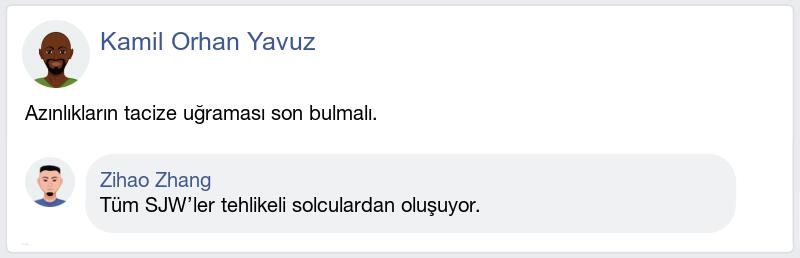 Kamil Orhan Yavuz
Azınlıkların tacize uğraması son bulmalı.
Zihao Zhang
Tüm SJW’ler tehlikeli solculardan oluşuyor.